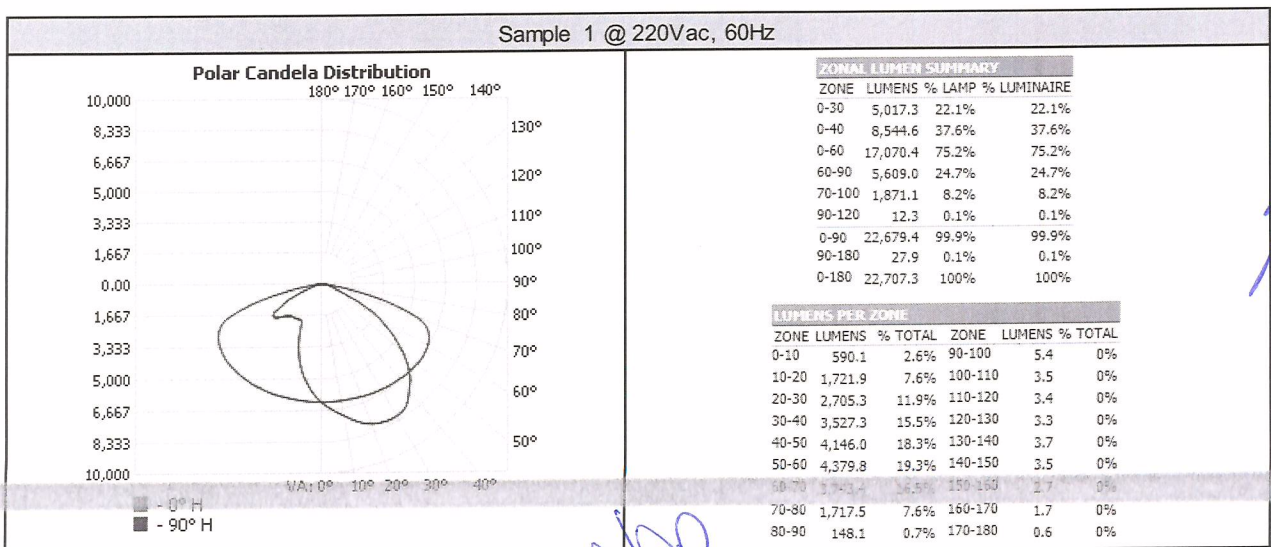 Sample 1 @ 220Vac, 60Hz
Polar Candela Distribution
180° 170° 160° 150° 140°
10,000
130°
8,333
6,667
120°
5,000
110°
3,333
100°
1,667
0.00
90°
1,667
80°
3,333
70°
5,000
60°
6,667
8,333
50°
10,000
VA: 0° 10° 20° 30° 40°
- 0° H
- 90° H
ZONAL LUMEN SUMMARY
ZONE LUMENS % LAMP % LUMINAIRE
0-30 5,017.3 22.1% 22.1%
0-40 8,544.6 37.6% 37.6%
0-60 17,070.4 75.2% 75.2%
60-90 5,609.0 24.7% 24.7%
70-100 1,871.1 8.2% 8.2%
90-120 12.3 0.1% 0.1%
0-90 22,679.4 99.9% 99.9%
90-180 27.9 0.1% 0.1%
0-180 22,707.3 100% 100%
LUMENS PER ZONE
ZONE LUMENS % TOTAL ZONE LUMENS % TOTAL
0-10 590.1 2.6% 90-100 5.4 0%
10-20 1,721.9 7.6% 100-110 3.5 0%
20-30 2,705.3 11.9% 110-120 3.4 0%
30-40 3,527.3 15.5% 120-130 3.3 0%
40-50 4,146.0 18.3% 130-140 3.7 0%
50-60 4,379.8 19.3% 140-150 3.5 0%
60-70 16.5% 150-160 2.7 0%
70-80 1,717.5 7.6% 160-170 1.7 0%
80-90 148.1 0.7% 170-180 0.6 0%